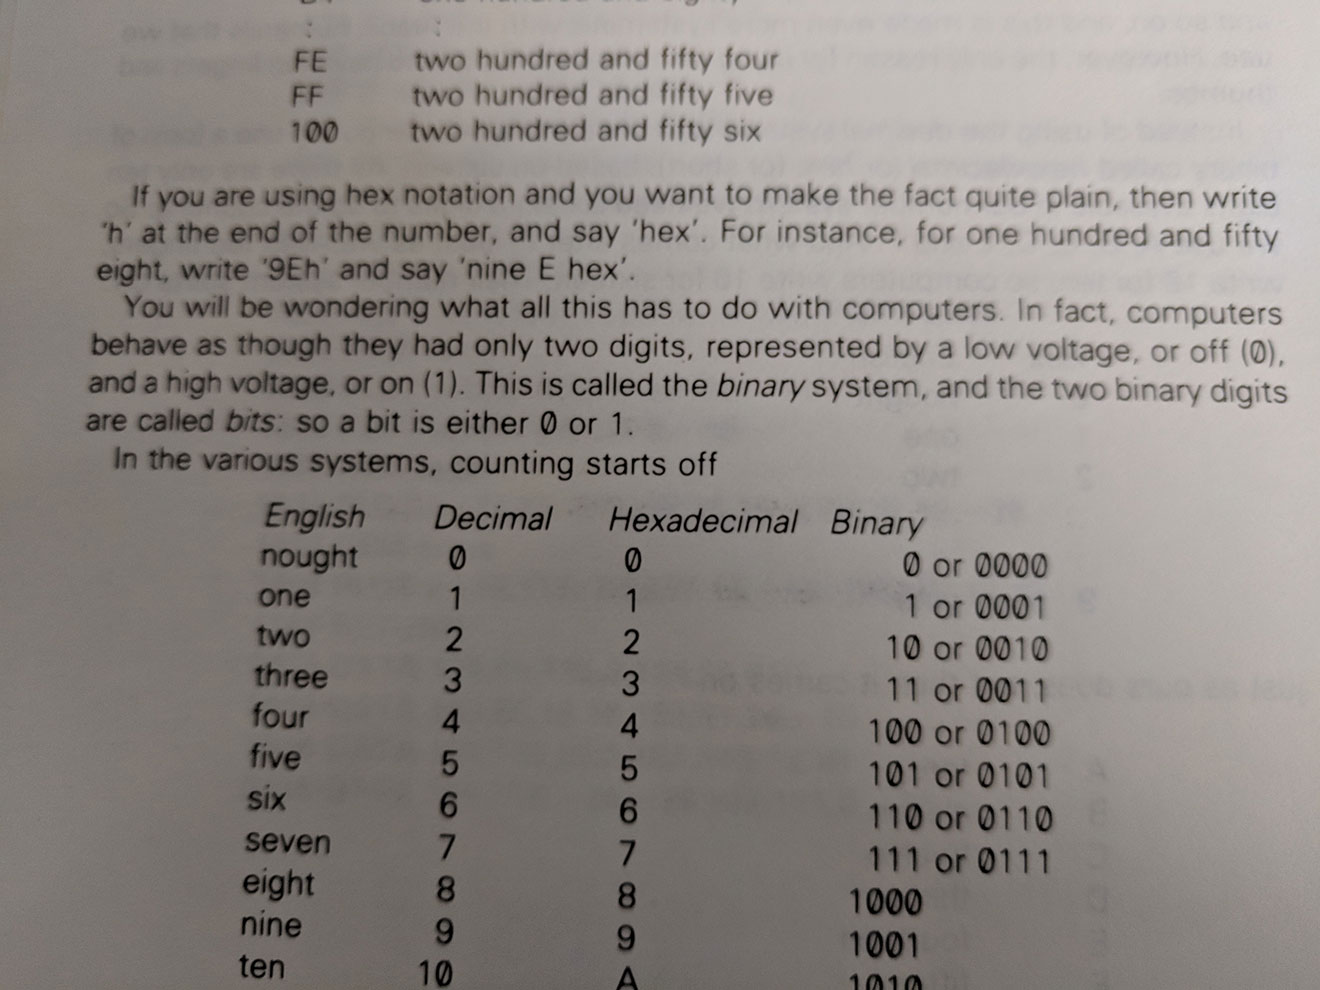 :	:
FE	two hundred and fifty four
FF	two hundred and fifty five
100	two hundred and fifty six
If you are using hex notation and you want to make the fact quite plain, then write
'h' at the end of the number, and say 'hex'. For instance, for one hundred and fifty
eight, write '9Eh' and say 'nine E hex'.
You will be wondering what all this has to do with computers. In fact, computers
behave as though they had only two digits, represented by a low voltage, or off (0),
and a high voltage, or on (1). This is called the binary system, and the two binary digits
are called bits: so a bit is either 0 or 1.
In the various systems, counting starts off
English	Decimal	Hexadecimal	Binary
nought	0	0	0 or 0000
one	1	1	1 or 0001
two	2	2	10 or 0010
three	3	3	11 or 0011
four	4	4	100 or 0100
five	5	5	101 or 0101
six	6	6	110 or 0110
seven	7	7	111 or 0111
eight	8	8	1000
nine	9	9	1001
ten	10	A	1010